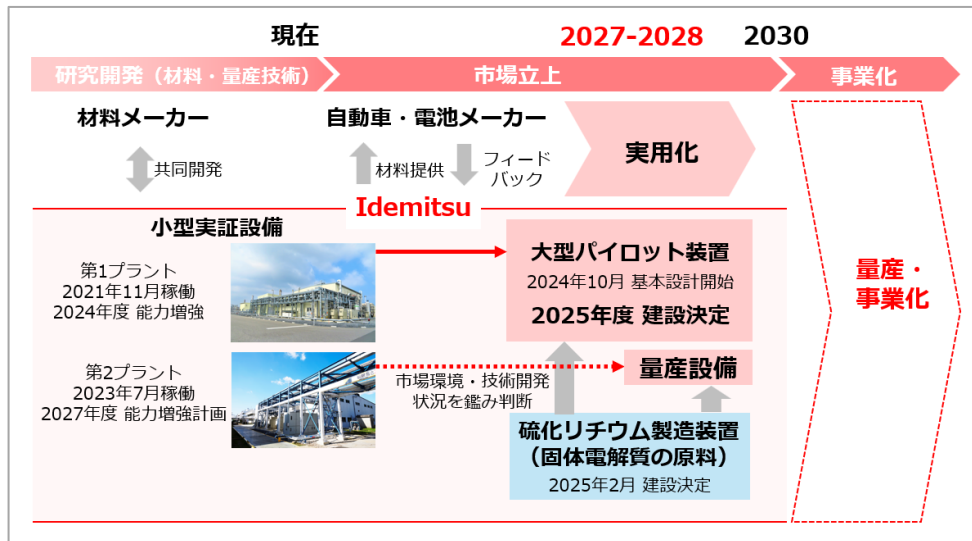 現在
2027-2028
2030
研究開発（材料・量産技術）
市場立上
事業化
材料メーカー
自動車・電池メーカー
共同開発
材料提供
フィード
バック
実用化
Idemitsu
小型実証設備
第1プラント
2021年11月稼働
2024年度 能力増強
大型パイロット装置
2024年10月 基本設計開始
2025年度 建設決定
量産・
事業化
第2プラント
2023年7月稼働
2027年度 能力増強計画
市場環境・技術開発
状況を鑑み判断
量産設備
硫化リチウム製造装置
（固体電解質の原料）
2025年2月 建設決定